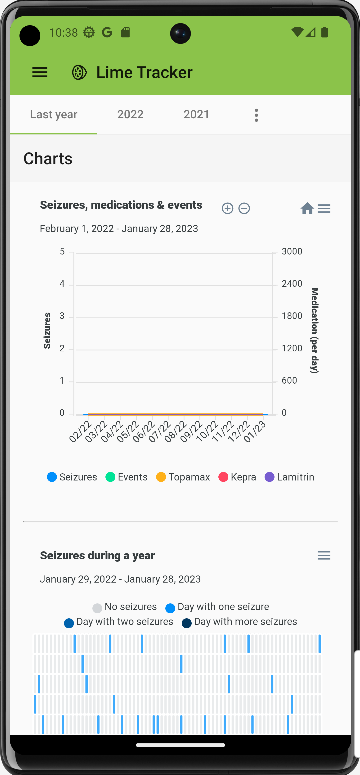 10:38 G
Lime Tracker
Last year 2022 2021
Charts
Seizures, medications & events
February 1, 2022 - January 28, 2023
Seizures
5
4
3
2
1
0
3000
2400
1800
1200
600
0
Medication (per day)
02/22 03/22 04/22 05/22 06/22 07/22 08/22 09/22 10/22 11/22 12/22 01/23
Seizures Events Topamax Kepra Lamitrin
Seizures during a year
January 29, 2022 - January 28, 2023
No seizures Day with one seizure
Day with two seizures Day with more seizures